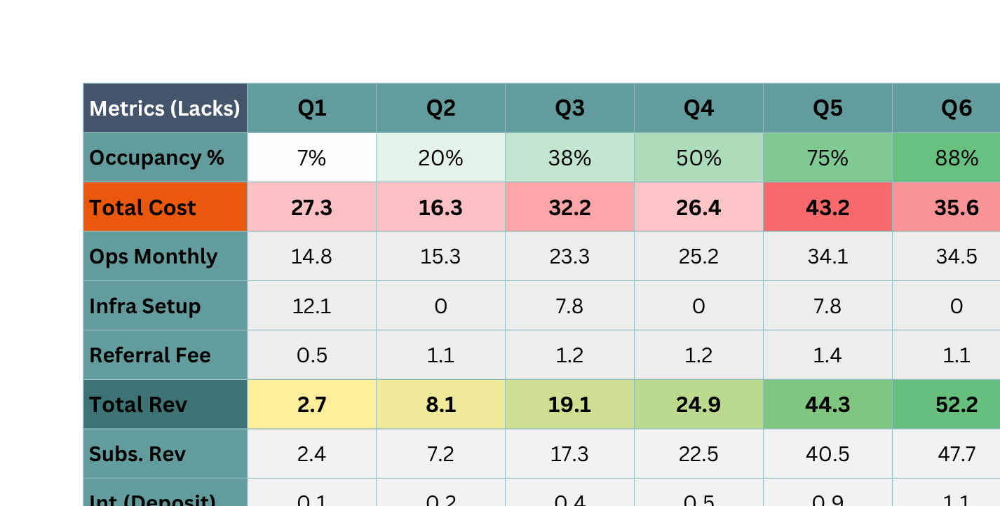 Metrics (Lacks) Q1 Q2 Q3 Q4 Q5 Q6
Occupancy % 7% 20% 38% 50% 75% 88%
Total Cost 27.3 16.3 32.2 26.4 43.2 35.6
Ops Monthly 14.8 15.3 23.3 25.2 34.1 34.5
Infra Setup 12.1 0 7.8 0 7.8 0
Referral Fee 0.5 1.1 1.2 1.2 1.4 1.1
Total Rev 2.7 8.1 19.1 24.9 44.3 52.2
Subs. Rev 2.4 7.2 17.3 22.5 40.5 47.7
Int (Deposit) 0.1 0.2 0.4 0.5 0.9 1.1